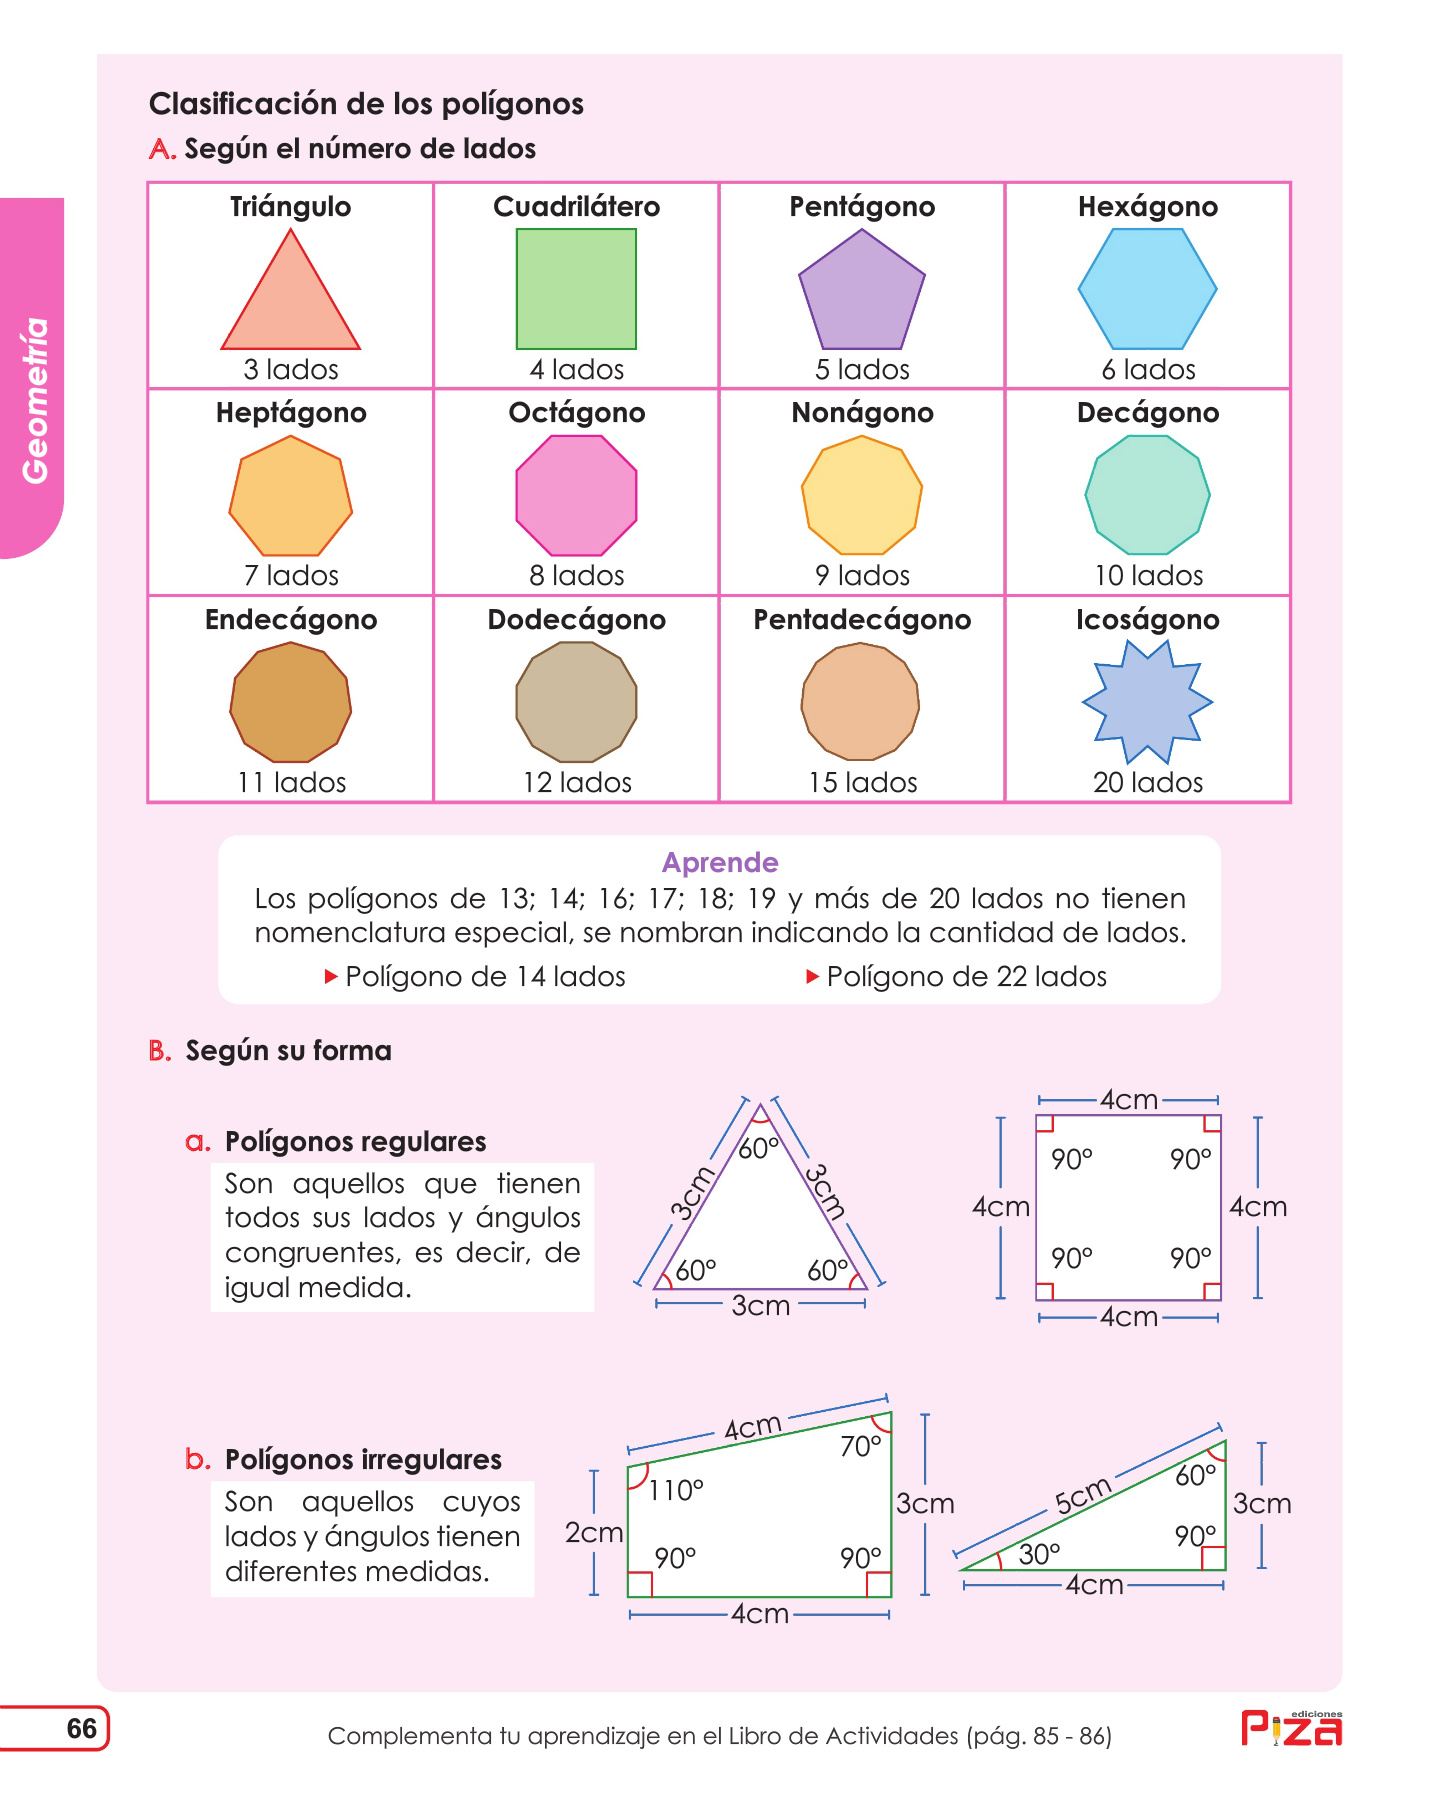 Geometría
Clasificación de los polígonos
A. Según el número de lados
Triángulo
3 lados
Cuadrilátero
4 lados
Pentágono
5 lados
Hexágono
6 lados
Heptágono
7 lados
Octágono
8 lados
Nonágono
9 lados
Decágono
10 lados
Endecágono
11 lados
Dodecágono
12 lados
Pentadecágono
15 lados
Icoságono
20 lados
Aprende
Los polígonos de 13; 14; 16; 17; 18; 19 y más de 20 lados no tienen
nomenclatura especial, se nombran indicando la cantidad de lados.
Polígono de 14 lados
Polígono de 22 lados
B. Según su forma
a. Polígonos regulares
Son aquellos que tienen
todos sus lados y ángulos
congruentes, es decir, de
igual medida.
60°
3cm
3cm
60°
60°
3cm
4cm
90°
90°
4cm
4cm
90°
90°
4cm
b. Polígonos irregulares
Son aquellos cuyos
lados y ángulos tienen
diferentes medidas.
4cm
70°
110°
3cm
2cm
90°
90°
4cm
5cm
60°
3cm
90°
30°
4cm
66
Complementa tu aprendizaje en el Libro de Actividades (pág. 85 - 86)
ediciones
Piza